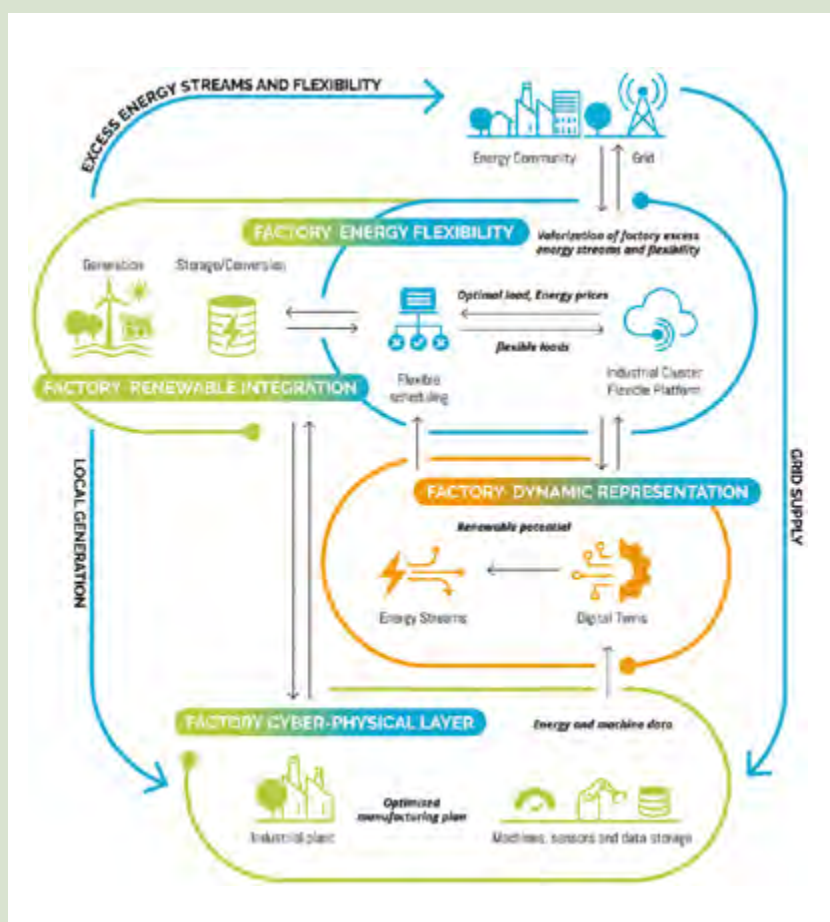 EXCESS ENERGY STREAMS AND FLEXIBILITY
Energy Community
Grid
FACTORY ENERGY FLEXIBILITY
Valorization of factory excess
energy streams and flexibility
Generation
Storage/Conversion
Optimal load, Energy prices
flexible loads
Flexible
scheduling
Industrial Cluster
Flexible Platform
FACTORY RENEWABLE INTEGRATION
LOCAL GENERATION
GRID SUPPLY
FACTORY DYNAMIC REPRESENTATION
Renewable potential
Energy Streams
Digital Twins
FACTORY CYBER-PHYSICAL LAYER
Energy and machine data
Optimised
manufacturing plan
Industrial plant
Machines, sensors and data storage